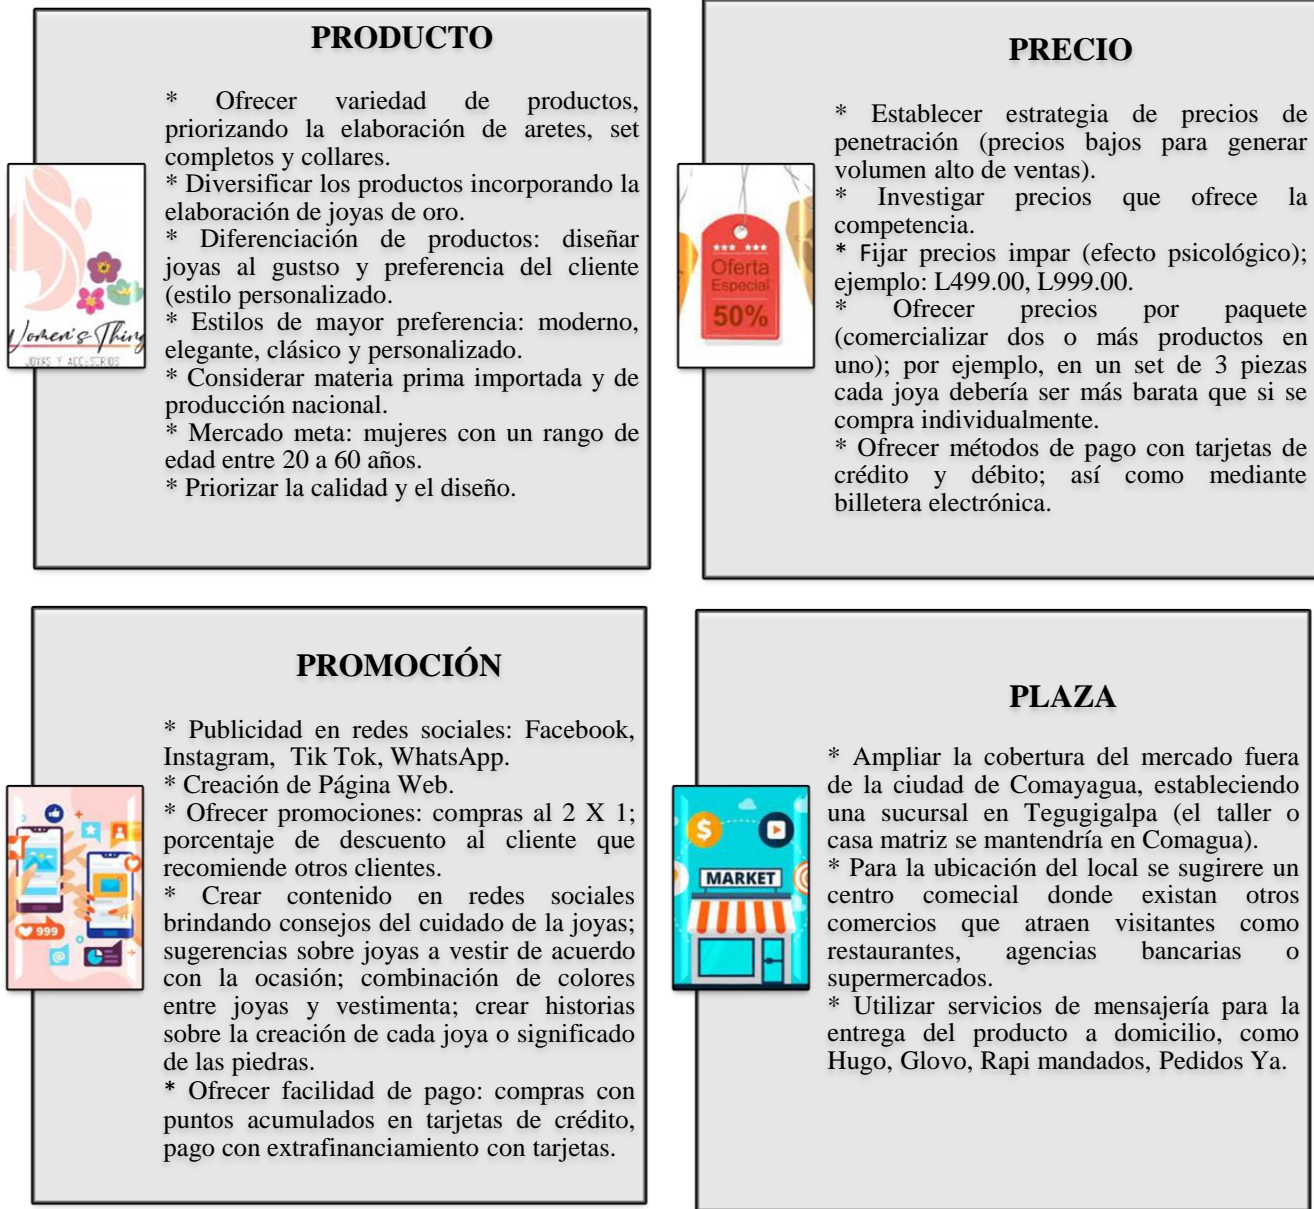 PRODUCTO
* Ofrecer variedad de productos,
priorizando la elaboración de aretes, set
completos y collares.
* Diversificar los productos incorporando la
elaboración de joyas de oro.
* Diferenciación de productos: diseñar
joyas al gustso y preferencia del cliente
(estilo personalizado.
* Estilos de mayor preferencia: moderno,
elegante, clásico y personalizado.
* Considerar materia prima importada y de
producción nacional.
* Mercado meta: mujeres con un rango de
edad entre 20 a 60 años.
* Priorizar la calidad y el diseño.
Women's Thing
JOYAS Y ACCESORIOS
PRECIO
* Establecer estrategia de precios de
penetración (precios bajos para generar
volumen alto de ventas).
* Investigar precios que ofrece la
competencia.
* Fijar precios impar (efecto psicológico);
ejemplo: L499.00, L999.00.
* Ofrecer precios por paquete
(comercializar dos o más productos en
uno); por ejemplo, en un set de 3 piezas
cada joya debería ser más barata que si se
compra individualmente.
* Ofrecer métodos de pago con tarjetas de
crédito y débito; así como mediante
billetera electrónica.
Oferta
Especial
50%
PROMOCIÓN
* Publicidad en redes sociales: Facebook,
Instagram, Tik Tok, WhatsApp.
* Creación de Página Web.
* Ofrecer promociones: compras al 2 X 1;
porcentaje de descuento al cliente que
recomiende otros clientes.
* Crear contenido en redes sociales
brindando consejos del cuidado de la joyas;
sugerencias sobre joyas a vestir de acuerdo
con la ocasión; combinación de colores
entre joyas y vestimenta; crear historias
sobre la creación de cada joya o significado
de las piedras.
* Ofrecer facilidad de pago: compras con
puntos acumulados en tarjetas de crédito,
pago con extrafinanciamiento con tarjetas.
999
@
PLAZA
* Ampliar la cobertura del mercado fuera
de la ciudad de Comayagua, estableciendo
una sucursal en Tegugigalpa (el taller o
casa matriz se mantendría en Comagua).
* Para la ubicación del local se sugirere un
centro comecial donde existan otros
comercios que atraen visitantes como
restaurantes, agencias bancarias o
supermercados.
* Utilizar servicios de mensajería para la
entrega del producto a domicilio, como
Hugo, Glovo, Rapi mandados, Pedidos Ya.
$
MARKET